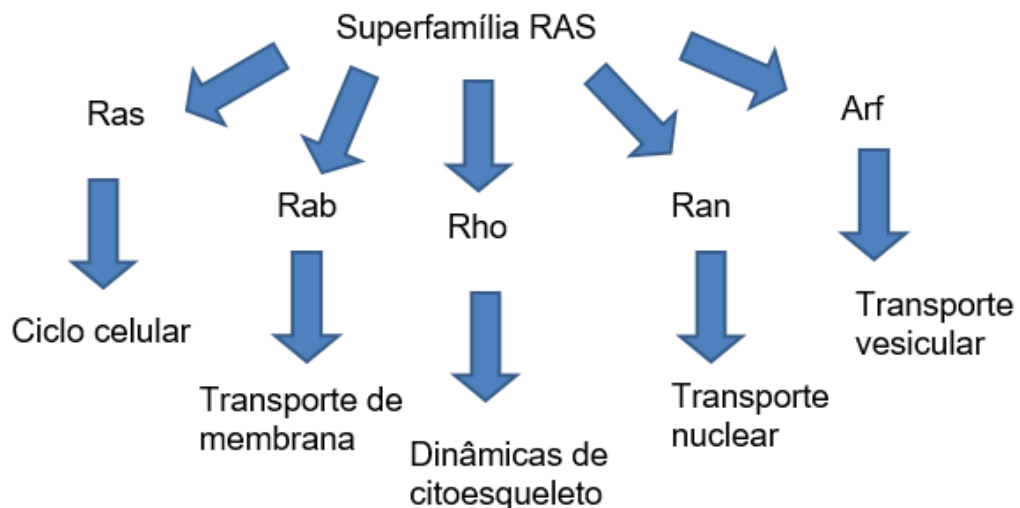 Superfamília RAS
Ras
Rab
Rho
Ran
Arf
Ciclo celular
Transporte de
membrana
Dinâmicas de
citoesqueleto
Transporte
nuclear
Transporte
vesicular